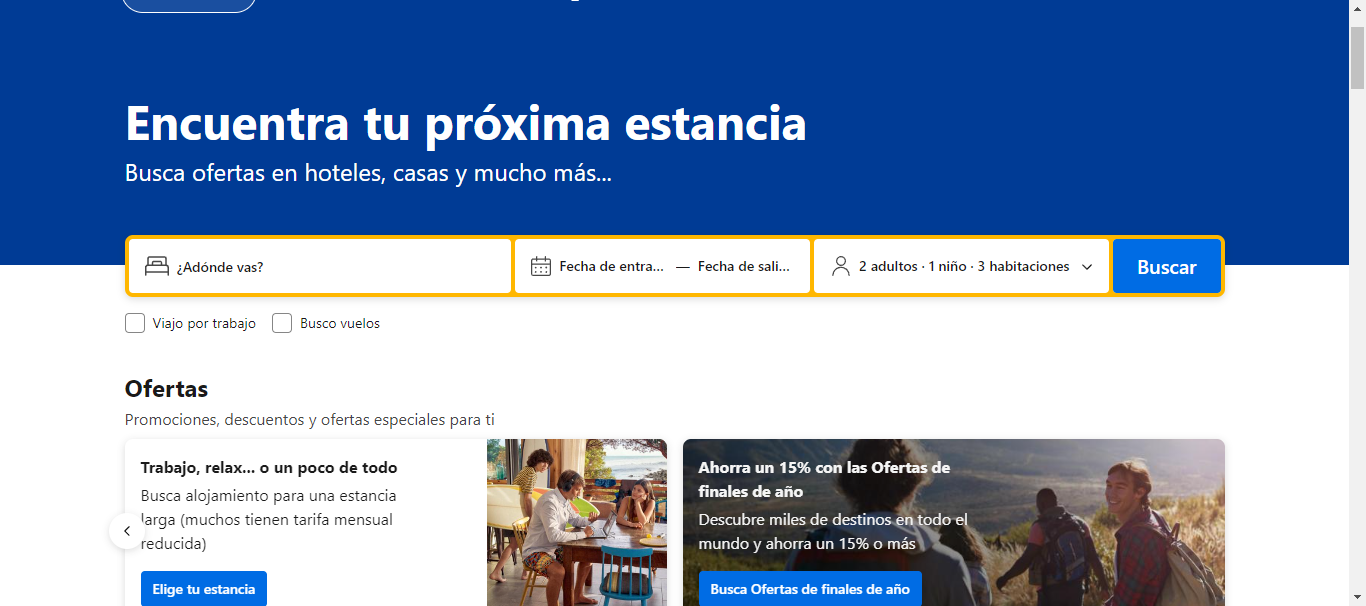 Encuentra tu próxima estancia
Busca ofertas en hoteles, casas y mucho más...
¿Adónde vas?
Fecha de entra... — Fecha de sali...
2 adultos · 1 niño · 3 habitaciones
Buscar
Viajo por trabajo
Busco vuelos
Ofertas
Promociones, descuentos y ofertas especiales para ti
Trabajo, relax... o un poco de todo
Busca alojamiento para una estancia
larga (muchos tienen tarifa mensual
reducida)
Elige tu estancia
Ahorra un 15% con las Ofertas de
finales de año
Descubre miles de destinos en todo el
mundo y ahorra un 15% o más
Busca Ofertas de finales de año